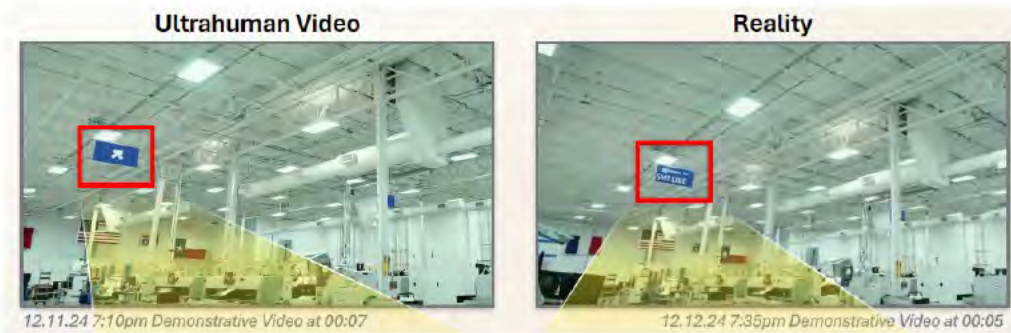 Ultrahuman Video
Reality
SMT LINE
12.11.24 7:10pm Demonstrative Video at 00:07
12.12.24 7:35pm Demonstrative Video at 00:05